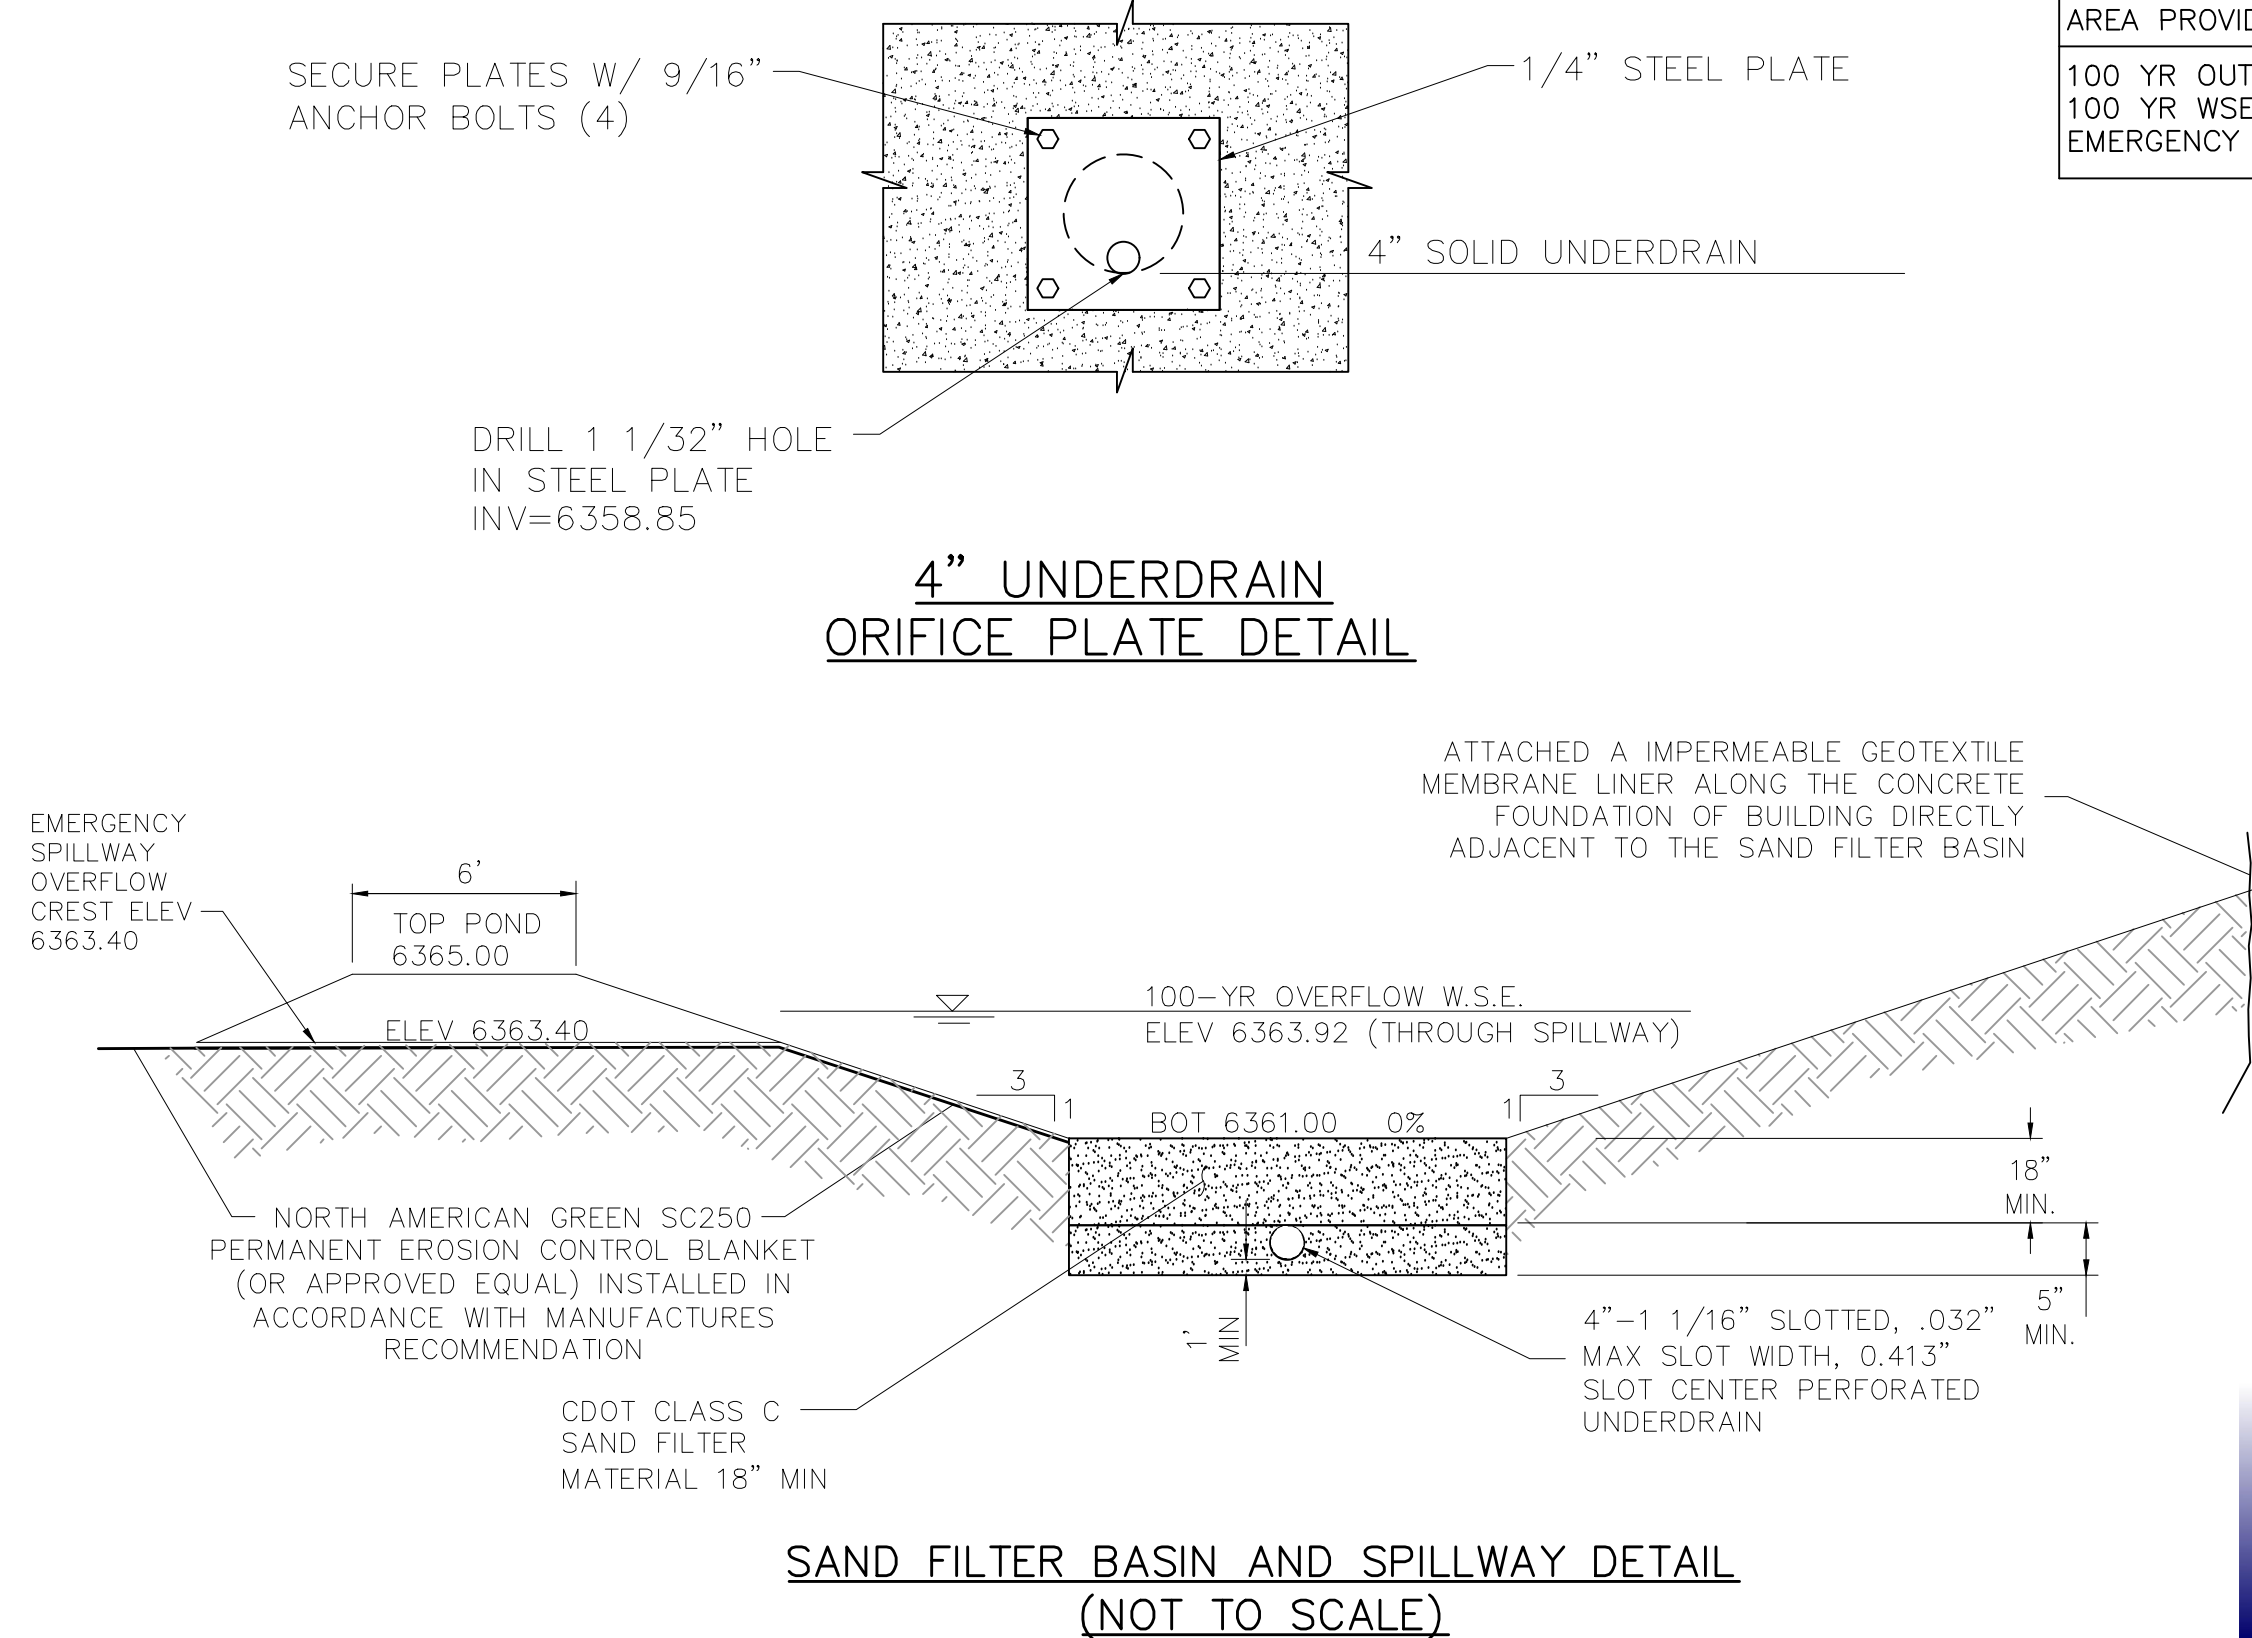 AREA
100 YR
100 YR WSE
EMERGENCY
SECURE PLATES W/ 9/16”
ANCHOR BOLTS (4)
1/4” STEEL PLATE
4” SOLID UNDERDRAIN
DRILL 1 1/32” HOLE
IN STEEL PLATE
INV=6358.85
4” UNDERDRAIN
ORIFICE PLATE DETAIL
ATTACHED A IMPERMEABLE GEOTEXTILE
MEMBRANE LINER ALONG THE CONCRETE
FOUNDATION OF BUILDING DIRECTLY
ADJACENT TO THE SAND FILTER BASIN
EMERGENCY
SPILLWAY
OVERFLOW
CREST ELEV
6363.40
6’
TOP POND
6365.00
ELEV 6363.40
100-YR OVERFLOW W.S.E.
ELEV 6363.92 (THROUGH SPILLWAY)
3
1
3
1
BOT 6361.00 0%
18”
MIN.
5”
MIN.
1’
MIN
NORTH AMERICAN GREEN SC250
PERMANENT EROSION CONTROL BLANKET
(OR APPROVED EQUAL) INSTALLED IN
ACCORDANCE WITH MANUFACTURES
RECOMMENDATION
4”-1 1/16” SLOTTED, .032”
MAX SLOT WIDTH, 0.413”
SLOT CENTER PERFORATED
UNDERDRAIN
CDOT CLASS C
SAND FILTER
MATERIAL 18” MIN
SAND FILTER BASIN AND SPILLWAY DETAIL
(NOT TO SCALE)